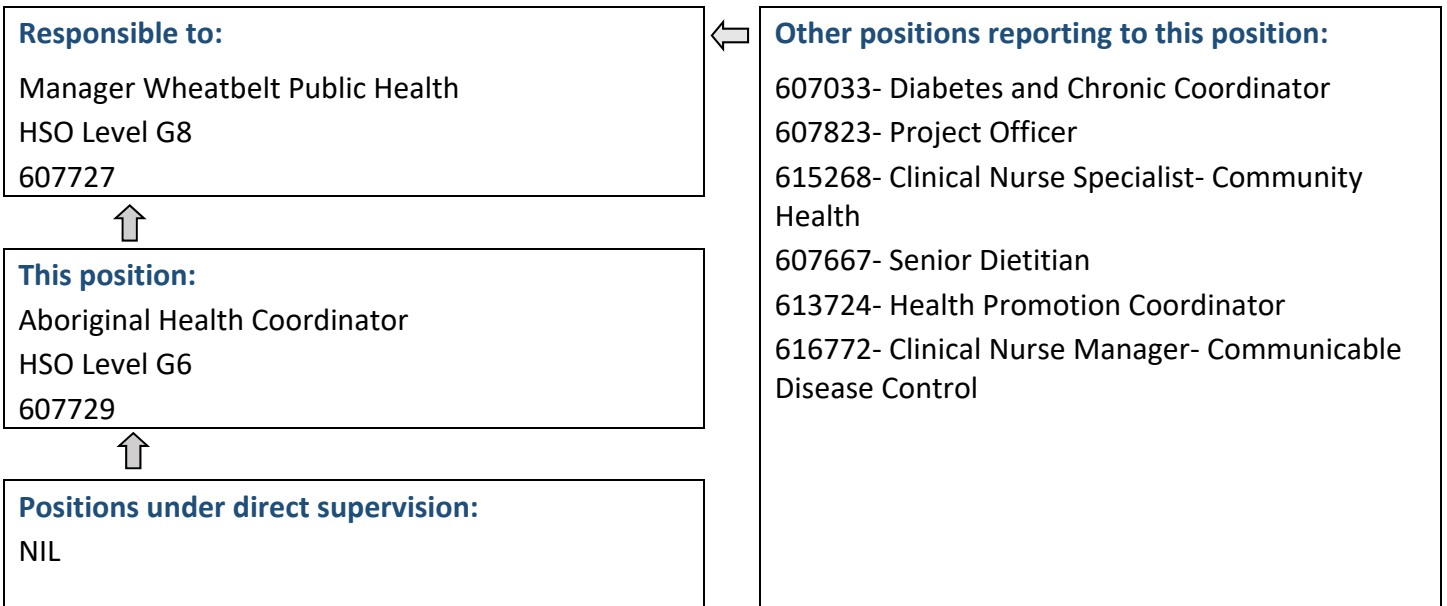 Responsible to:
Manager Wheatbelt Public Health
HSO Level G8
607727
This position:
Aboriginal Health Coordinator
HSO Level G6
607729
Positions under direct supervision:
NIL
Other positions reporting to this position:
607033- Diabetes and Chronic Coordinator
607823- Project Officer
615268- Clinical Nurse Specialist- Community
Health
607667- Senior Dietitian
613724- Health Promotion Coordinator
616772- Clinical Nurse Manager- Communicable
Disease Control